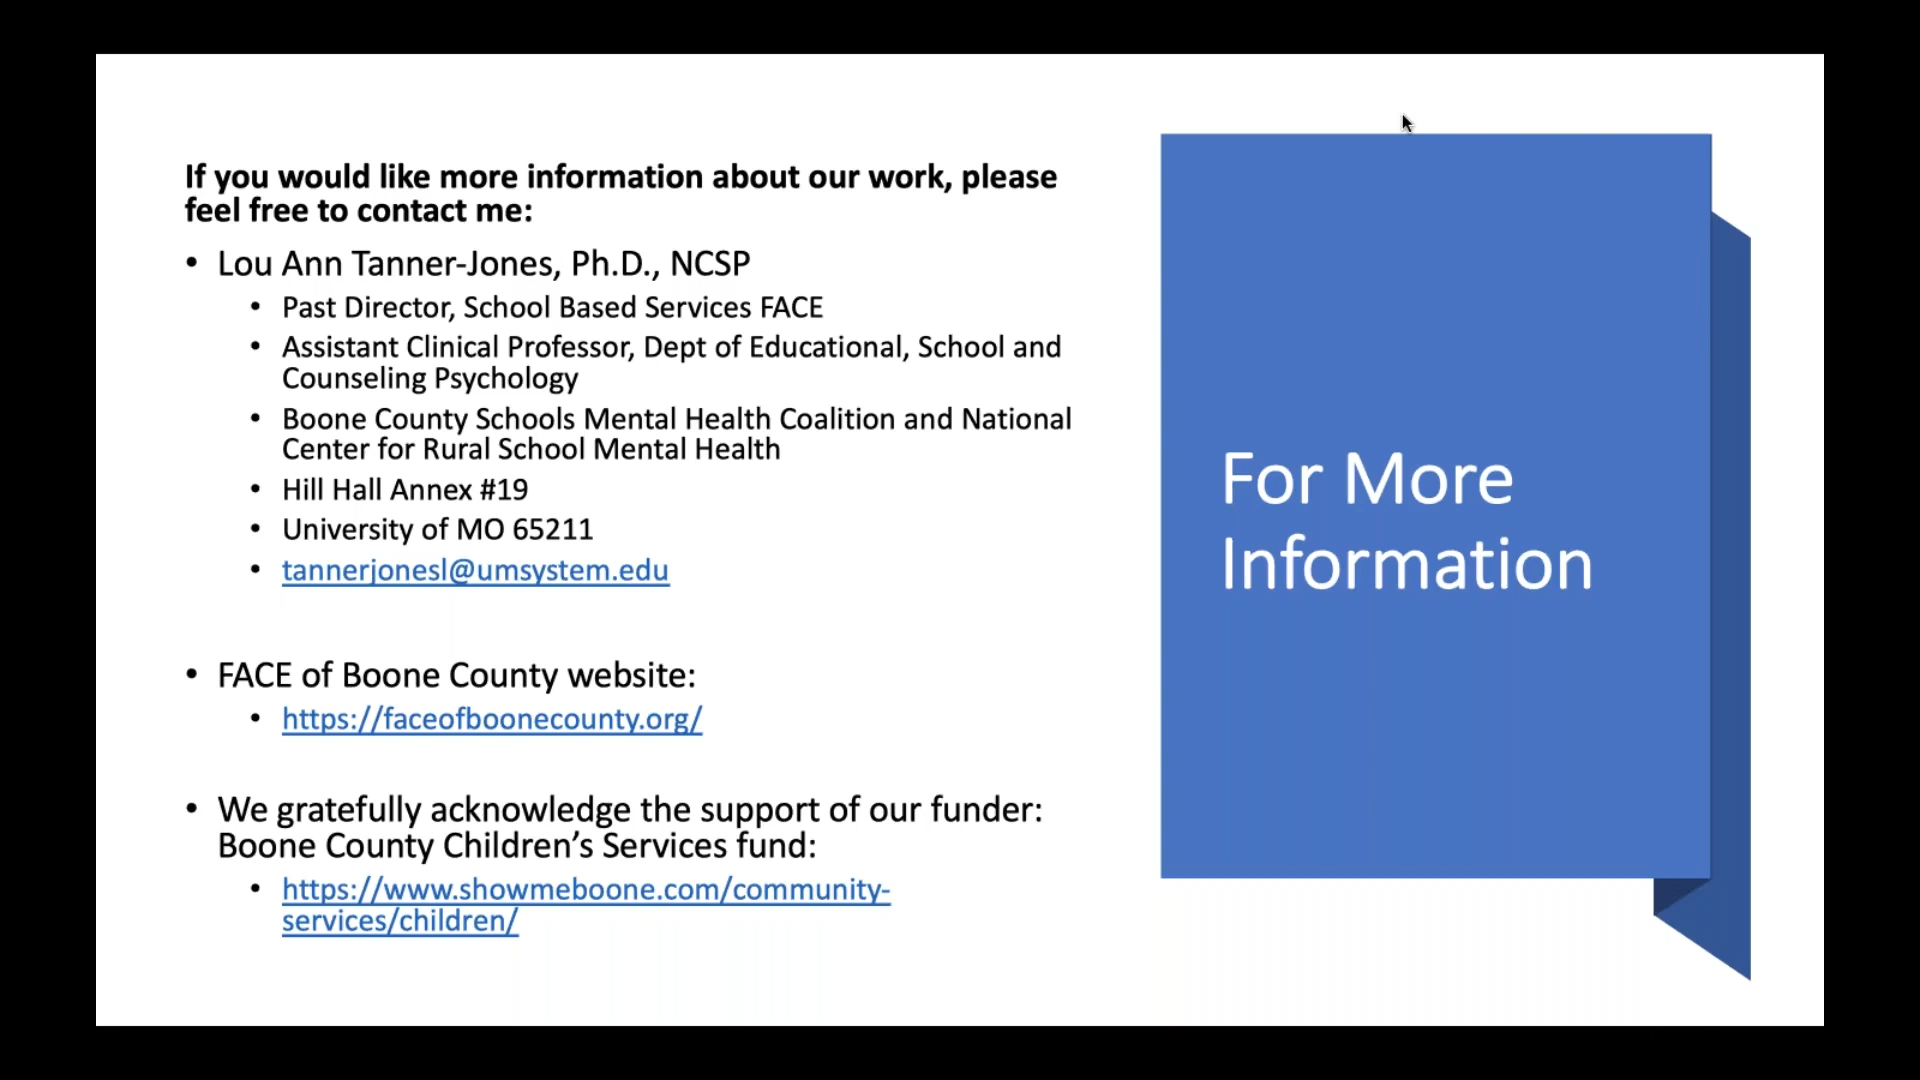 If you would like more information about our work, please
feel free to contact me:
• Lou Ann Tanner-Jones, Ph.D., NCSP
• Past Director, School Based Services FACE
• Assistant Clinical Professor, Dept of Educational, School and
Counseling Psychology
• Boone County Schools Mental Health Coalition and National
Center for Rural School Mental Health
• Hill Hall Annex #19
• University of MO 65211
• tannerjonesl@umsystem.edu
• FACE of Boone County website:
• https://faceofboonecounty.org/
• We gratefully acknowledge the support of our funder:
Boone County Children’s Services fund:
• https://www.showmeboone.com/community-
services/children/
For More
Information